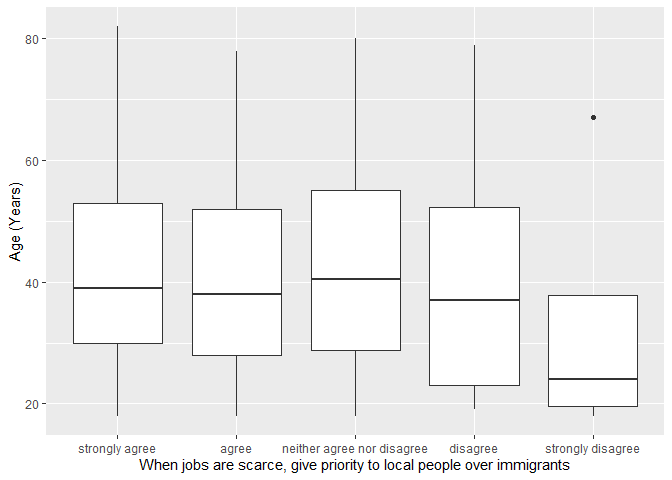 80
60
40
20
Age (Years)
strongly agree
agree
neither agree nor disagree
disagree
strongly disagree
When jobs are scarce, give priority to local people over immigrants